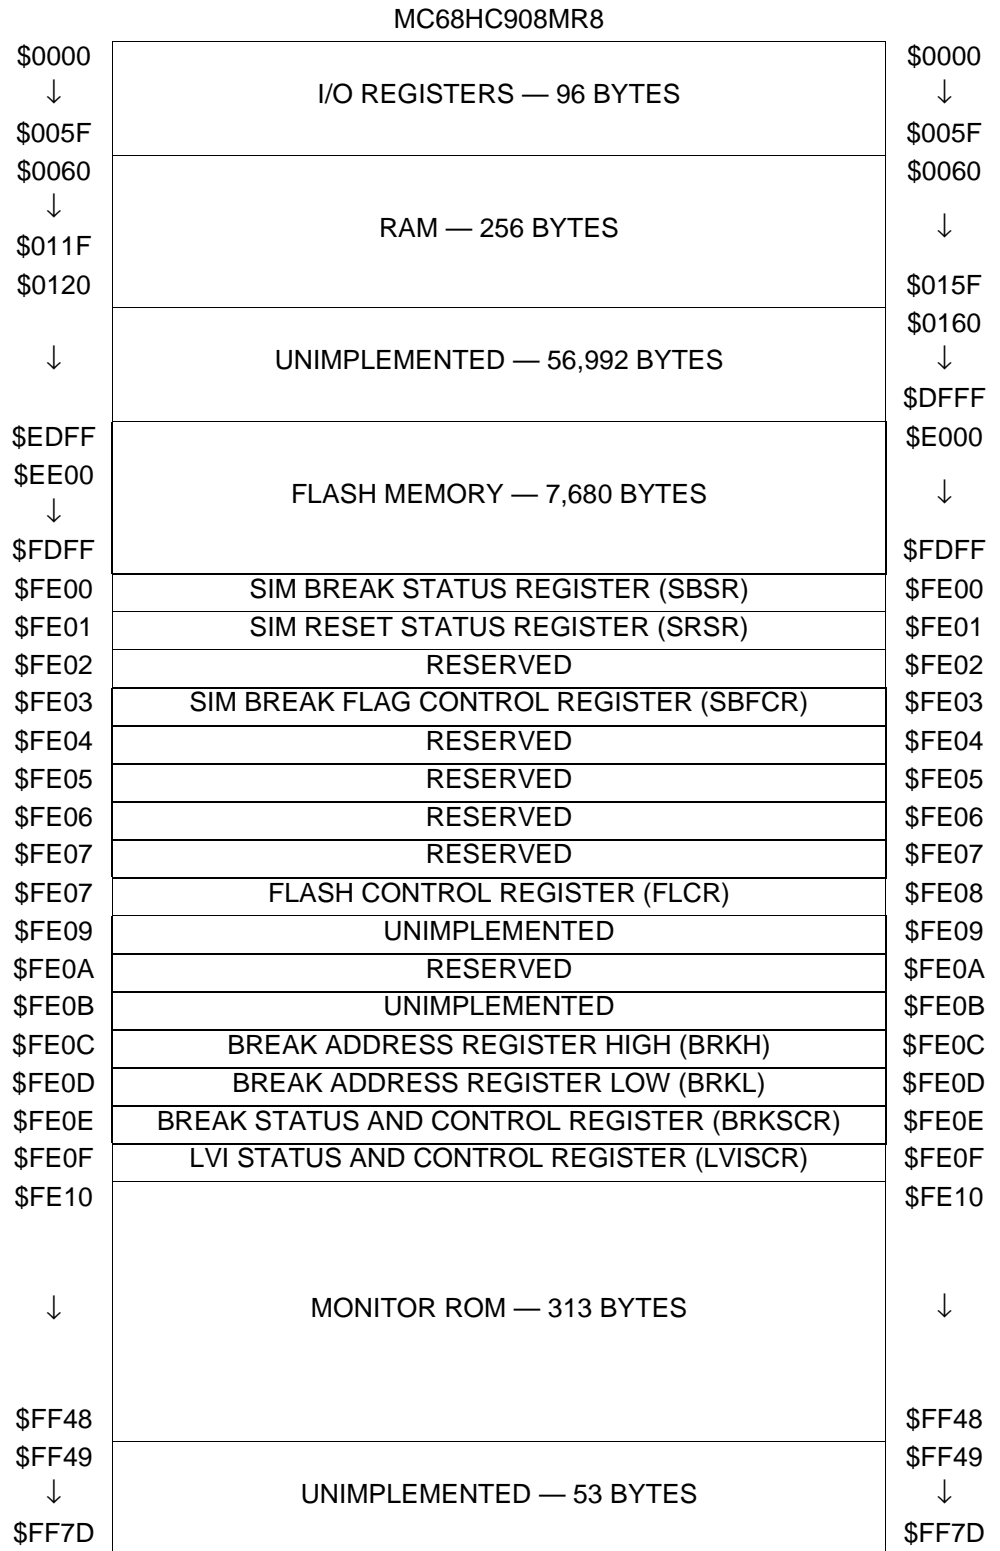 MC68HC908MR8
$0000 $0000
↓ I/O REGISTERS — 96 BYTES ↓
$005F $005F
$0060 $0060
↓
RAM — 256 BYTES ↓
$011F
$0120 $015F
$0160
↓ UNIMPLEMENTED — 56,992 BYTES ↓
$DFFF
$EDFF $E000
$EE00
FLASH MEMORY — 7,680 BYTES ↓
↓
$FDFF $FDFF
$FE00 SIM BREAK STATUS REGISTER (SBSR) $FE00
$FE01 SIM RESET STATUS REGISTER (SRSR) $FE01
$FE02 RESERVED $FE02
$FE03 SIM BREAK FLAG CONTROL REGISTER (SBFCR) $FE03
$FE04 RESERVED $FE04
$FE05 RESERVED $FE05
$FE06 RESERVED $FE06
$FE07 RESERVED $FE07
$FE07 FLASH CONTROL REGISTER (FLCR) $FE08
$FE09 UNIMPLEMENTED $FE09
$FE0A RESERVED $FE0A
$FE0B UNIMPLEMENTED $FE0B
$FE0C BREAK ADDRESS REGISTER HIGH (BRKH) $FE0C
$FE0D BREAK ADDRESS REGISTER LOW (BRKL) $FE0D
$FE0E BREAK STATUS AND CONTROL REGISTER (BRKSCR) $FE0E
$FE0F LVI STATUS AND CONTROL REGISTER (LVISCR) $FE0F
$FE10 $FE10
↓ MONITOR ROM — 313 BYTES ↓
$FF48 $FF48
$FF49 $FF49
↓ UNIMPLEMENTED — 53 BYTES ↓
$FF7D $FF7D